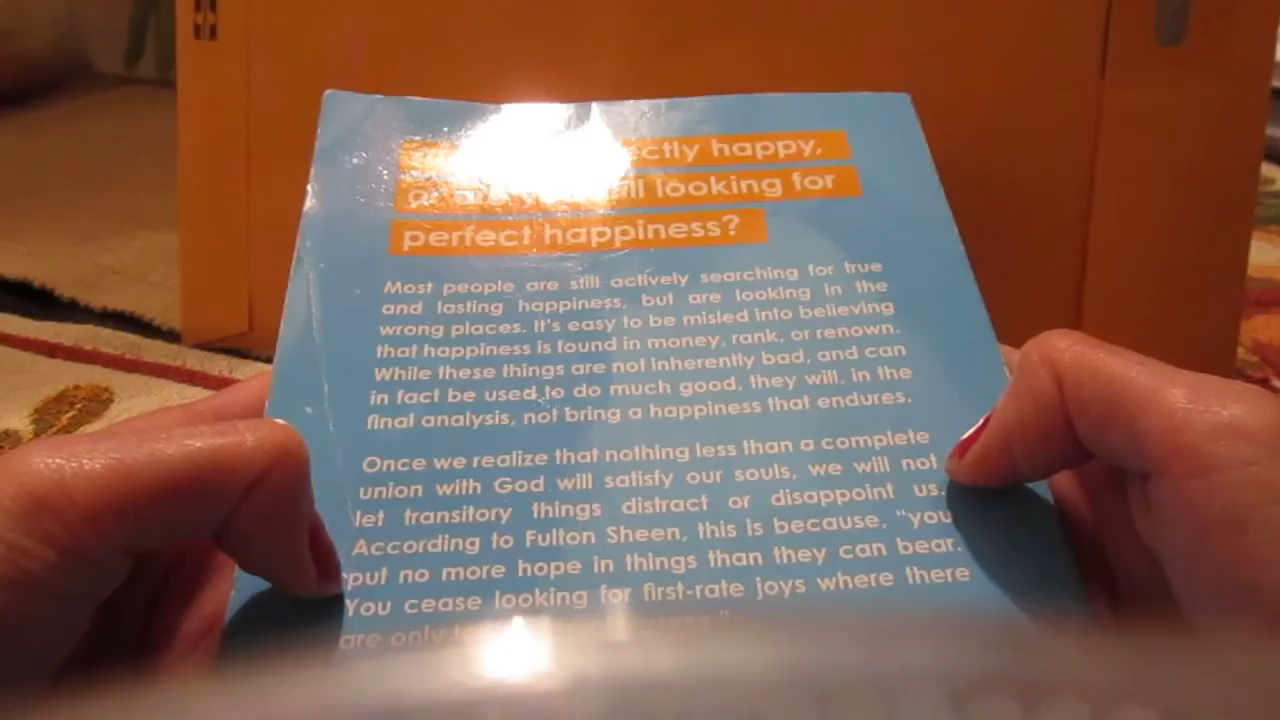 ectly happy,
or are y ill looking for
perfect happiness?
Most people are still actively searching for true
and lasting happiness, but are looking in the
wrong places. It's easy to be misled into believing
that happiness is found in money, rank, or renown.
While these things are not inherently bad, and can
in fact be used to do much good, they will, in the
final analysis, not bring a happiness that endures.
Once we realize that nothing less than a complete
union with God will satisfy our souls, we will not
let transitory things distract or disappoint us.
According to Fulton Sheen, this is because, "you
put no more hope in things than they can bear.
You cease looking for first-rate joys where there
are only